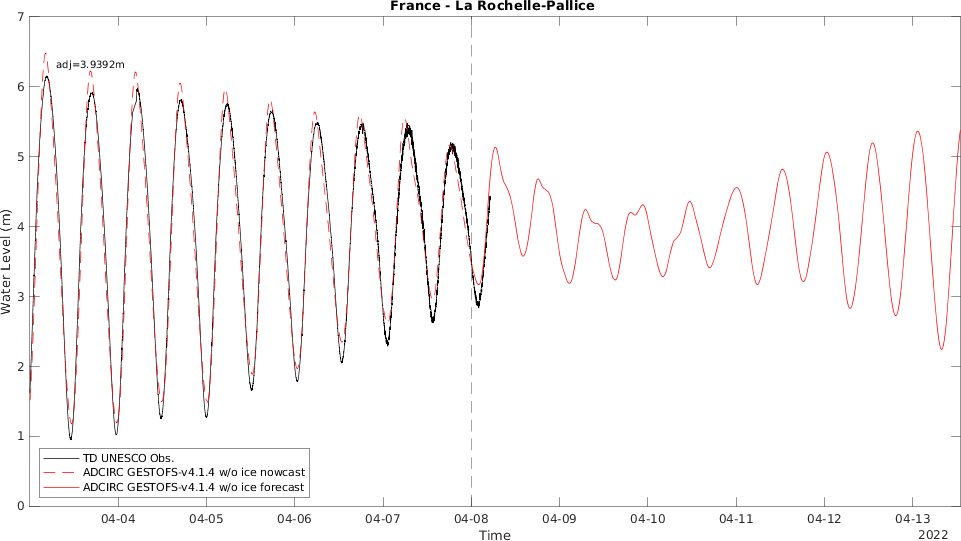 France - La Rochelle-Pallice
7
adj=3.9392m
6
5
4
3
2
1
0
Water Level (m)
TD UNESCO Obs.
ADCIRC GESTOFS-v4.1.4 w/o ice nowcast
ADCIRC GESTOFS-v4.1.4 w/o ice forecast
04-04 04-05 04-06 04-07 04-08 04-09 04-10 04-11 04-12 04-13
Time
2022